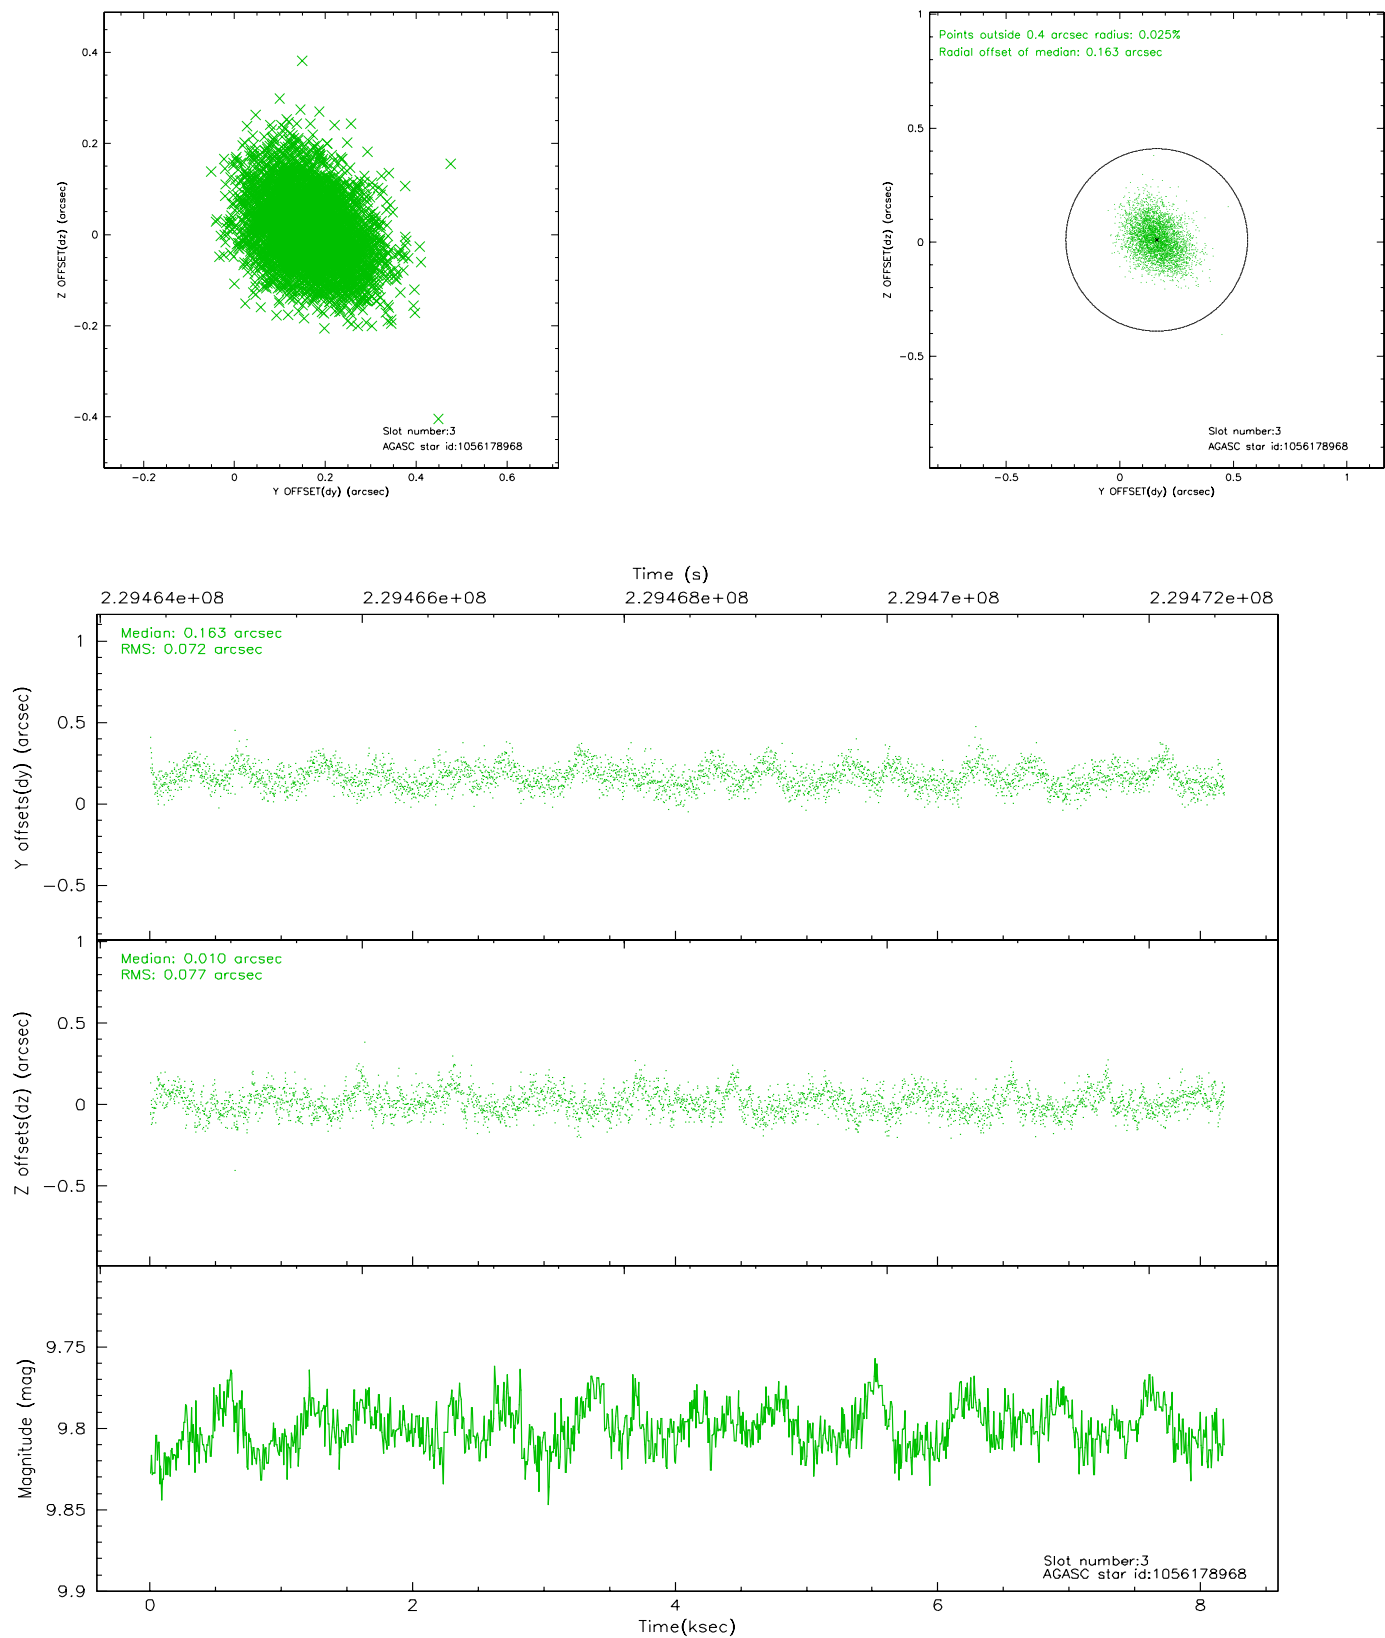 0.4
0.2
0
-0.2
-0.4
Z OFFSET(dz) (arcsec)
Slot number:3
AGASC star id:1056178968
-0.2 0 0.2 0.4 0.6
Y OFFSET(dy) (arcsec)
Points outside 0.4 arcsec radius: 0.025%
Radial offset of median: 0.163 arcsec
1
0.5
0
-0.5
Z OFFSET(dz) (arcsec)
Slot number:3
AGASC star id:1056178968
-0.5 0 0.5 1
Y OFFSET(dy) (arcsec)
Time (s)
2.29464e+08 2.29466e+08 2.29468e+08 2.2947e+08 2.29472e+08
Median: 0.163 arcsec
RMS: 0.072 arcsec
1
0.5
0
-0.5
Y offsets(dy) (arcsec)
Median: 0.010 arcsec
RMS: 0.077 arcsec
1
0.5
0
-0.5
Z offsets(dz) (arcsec)
9.75
9.8
9.85
9.9
Magnitude (mag)
Slot number:3
AGASC star id:1056178968
0 2 4 6 8
Time(ksec)